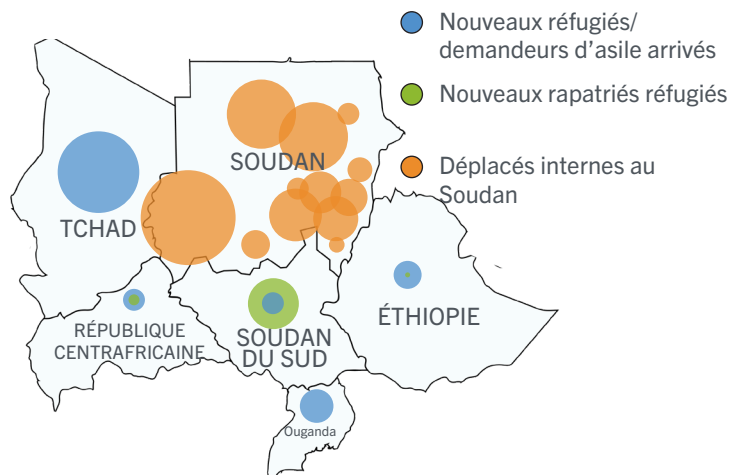 Nouveaux réfugiés/
demandeurs d'asile arrivés
Nouveaux rapatriés réfugiés
Déplacés internes au
Soudan
SOUDAN
TCHAD
RÉPUBLIQUE
CENTRAFRICAINE
SOUDAN
DU SUD
ÉTHIOPIE
Ouganda